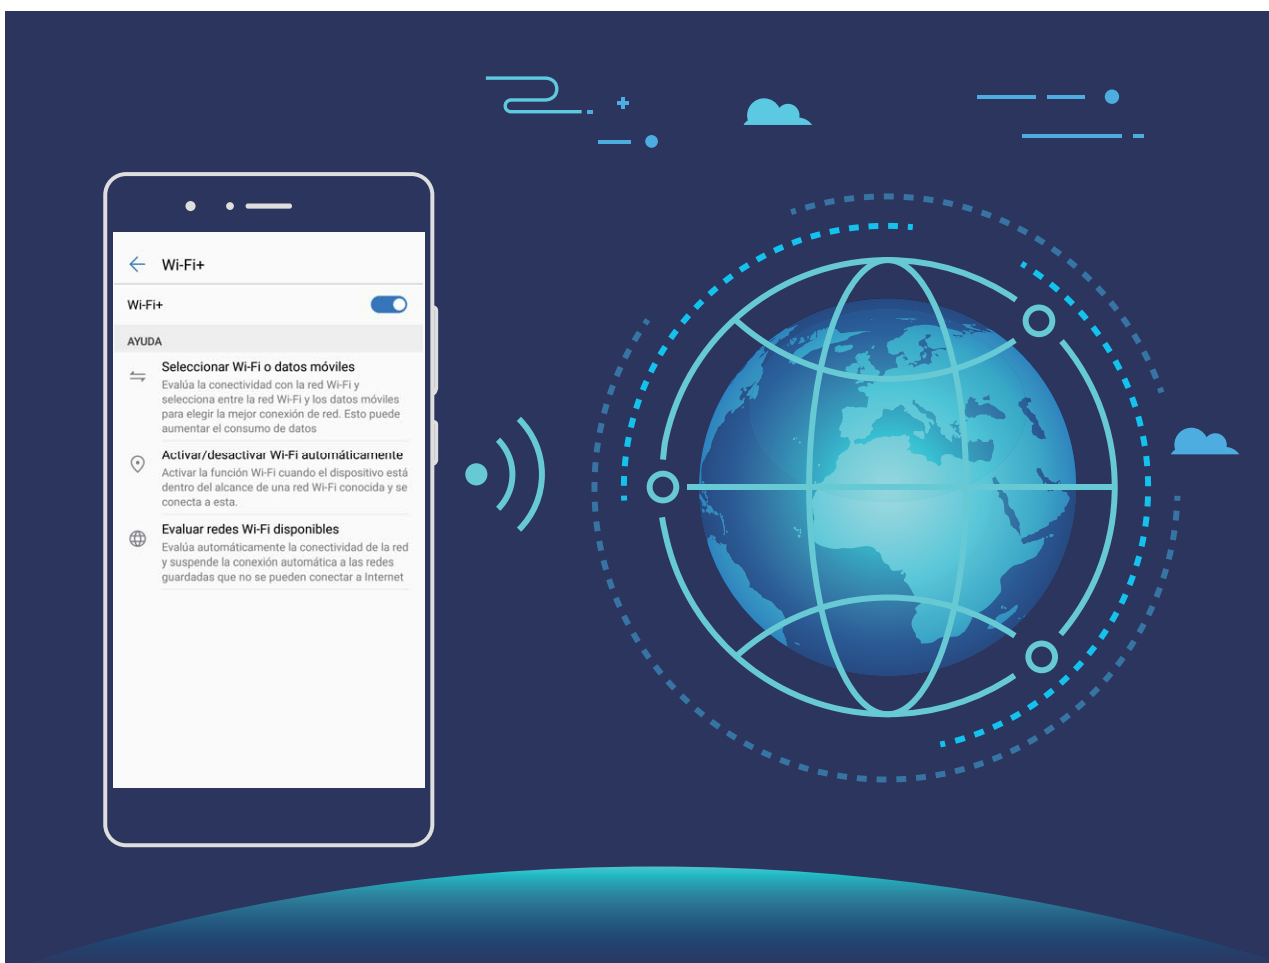 Wi-Fi+
Wi-Fi+
AYUDA
Seleccionar Wi-Fi o datos móviles
Evalúa la conectividad con la red Wi-Fi y
selecciona entre la red Wi-Fi y los datos móviles
para elegir la mejor conexión de red. Esto puede
aumentar el consumo de datos
Activar/desactivar Wi-Fi automáticamente
Activar la función Wi-Fi cuando el dispositivo está
dentro del alcance de una red Wi-Fi conocida y se
conecta a esta.
Evaluar redes Wi-Fi disponibles
Evalúa automáticamente la conectividad de la red
y suspende la conexión automática a las redes
guardadas que no se pueden conectar a Internet